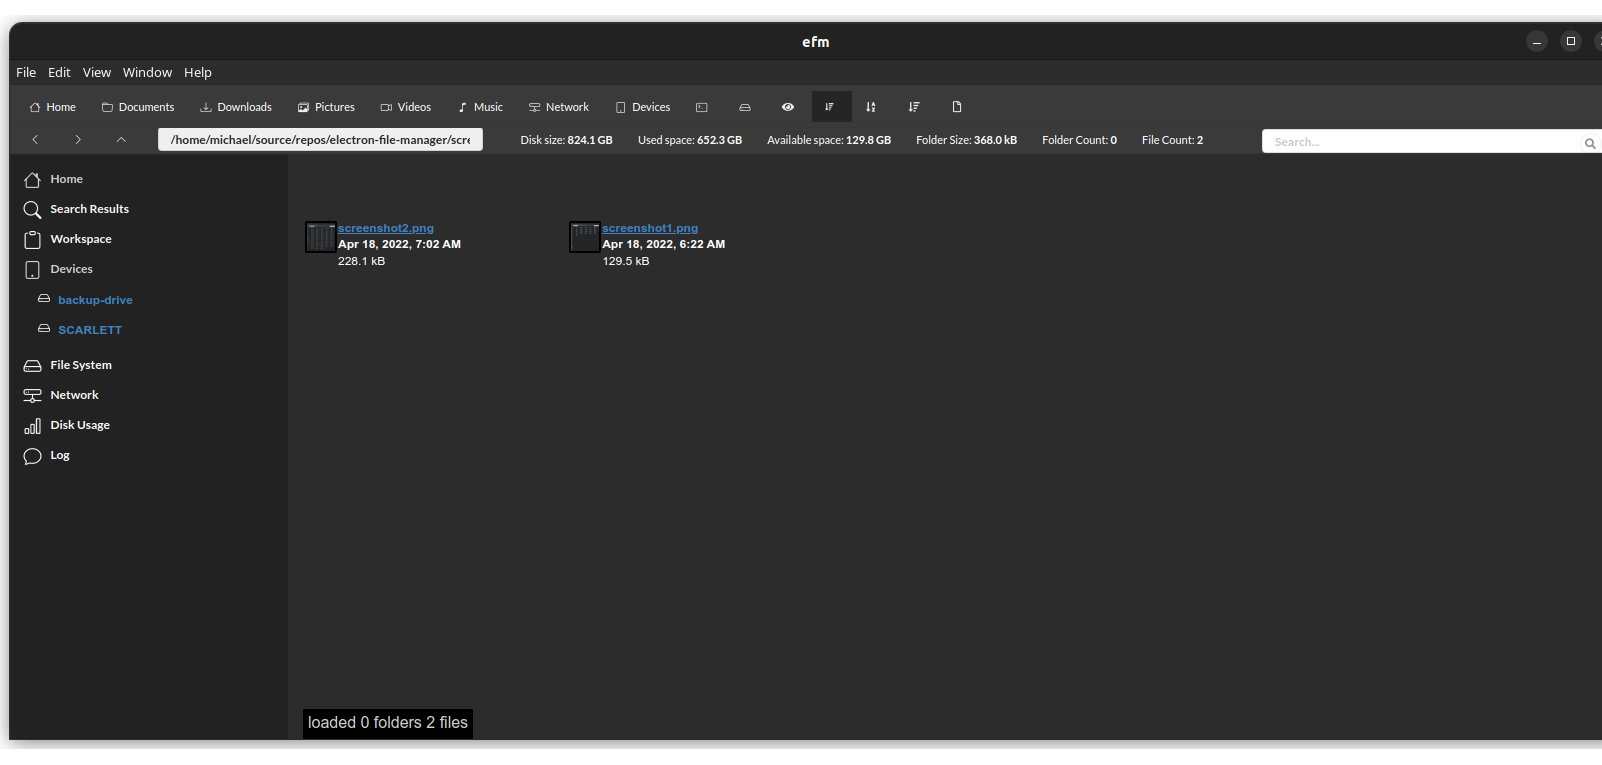 efm
File Edit View Window Help
Home Documents Downloads Pictures Videos Music Network Devices
/home/michael/source/repos/electron-file-manager/scre Disk size: 824.1 GB Used space: 652.3 GB Available space: 129.8 GB Folder Size: 368.0 kB Folder Count: 0 File Count: 2 Search...
Home
Search Results
Workspace
Devices
backup-drive
SCARLETT
File System
Network
Disk Usage
Log
screenshot2.png
Apr 18, 2022, 7:02 AM
228.1 kB
screenshot1.png
Apr 18, 2022, 6:22 AM
129.5 kB
loaded 0 folders 2 files